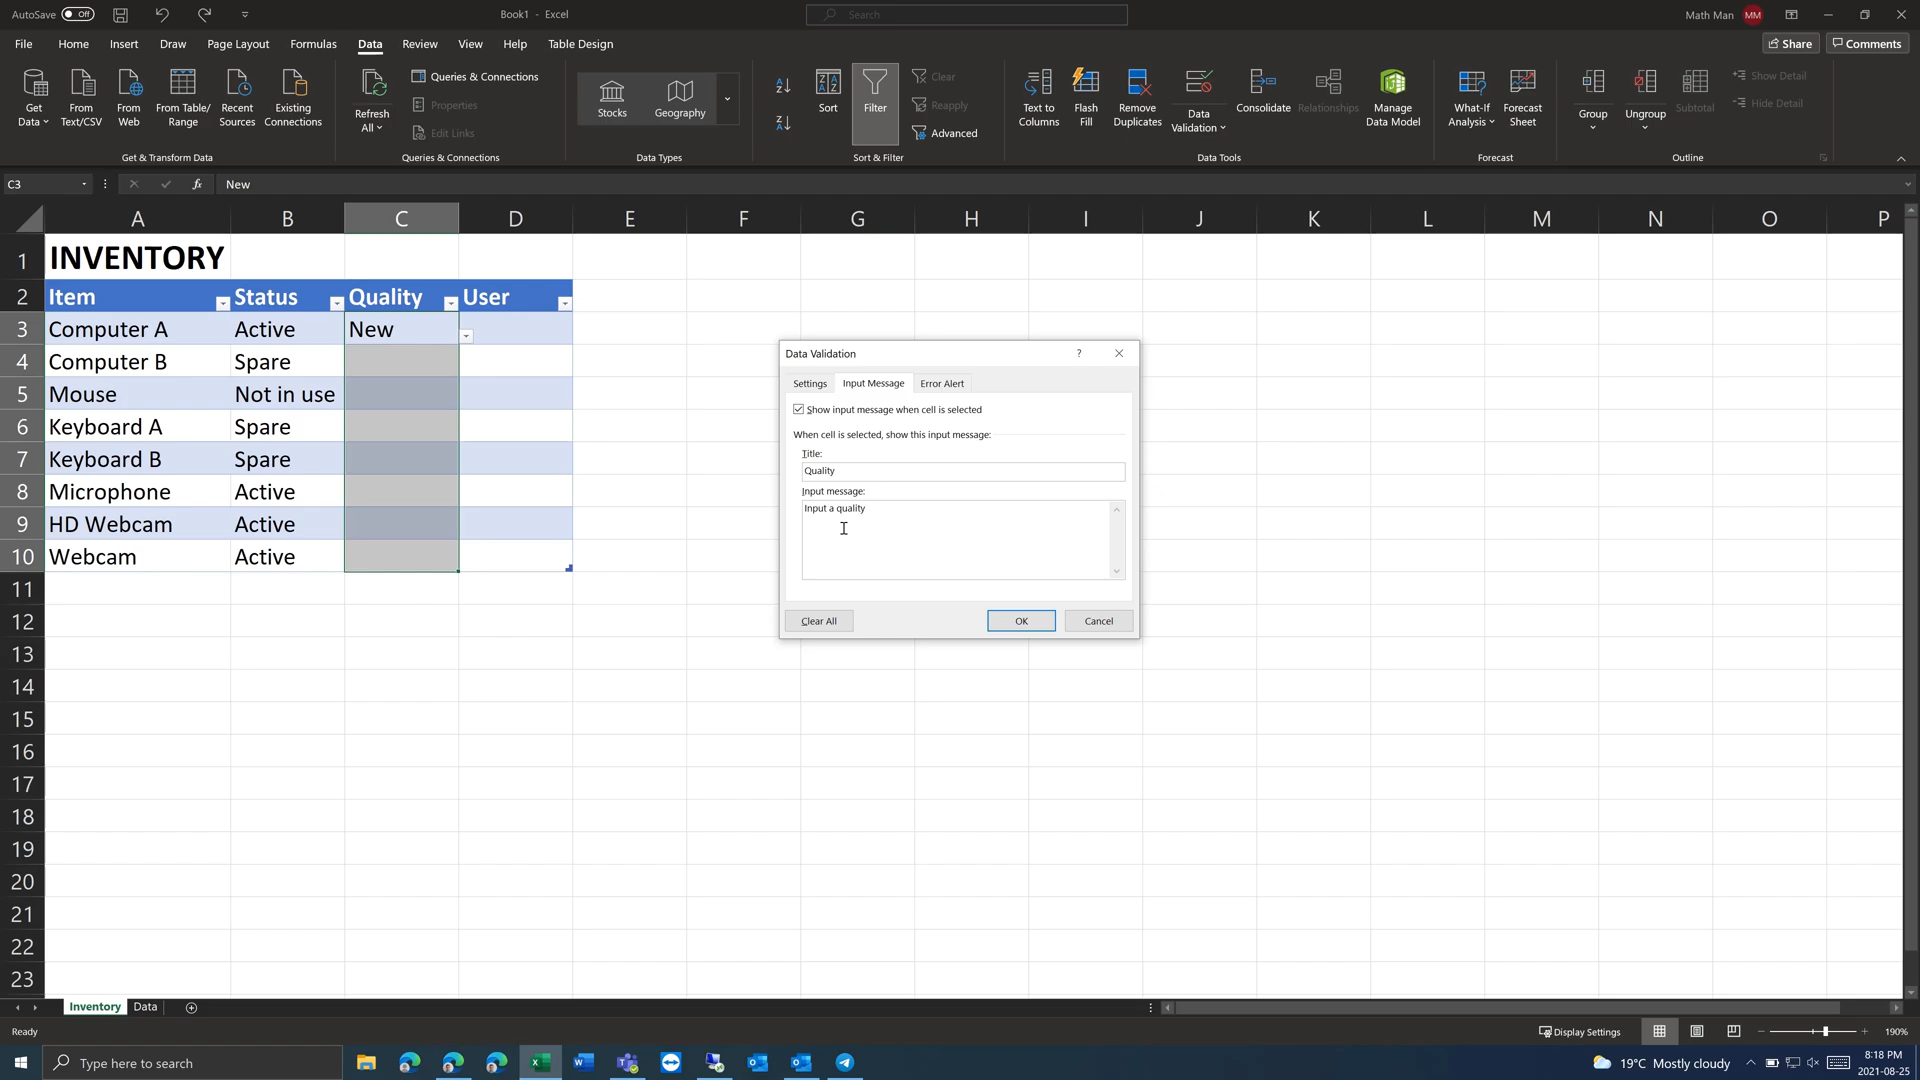 AutoSave Off
Book1 - Excel
Search
Math Man MM
File Home Insert Draw Page Layout Formulas Data Review View Help Table Design
Share Comments
Get Data
From Text/CSV
From Web
From Table/ Range
Recent Sources
Existing Connections
Get & Transform Data
Refresh All
Queries & Connections
Properties
Edit Links
Queries & Connections
Stocks
Geography
Data Types
Sort
Filter
Clear
Reapply
Advanced
Sort & Filter
Text to Columns
Flash Fill
Remove Duplicates
Data Validation
Consolidate
Relationships
Manage Data Model
Data Tools
What-If Analysis
Forecast Sheet
Forecast
Group
Ungroup
Subtotal
Show Detail
Hide Detail
Outline
C3 fx New
A B C D E F G H I J K L M N O P
1 INVENTORY
2 Item Status Quality User
3 Computer A Active New
4 Computer B Spare
5 Mouse Not in use
6 Keyboard A Spare
7 Keyboard B Spare
8 Microphone Active
9 HD Webcam Active
10 Webcam Active
11
12
13
14
15
16
17
18
19
20
21
22
23
Data Validation ?
Settings Input Message Error Alert
Show input message when cell is selected
When cell is selected, show this input message:
Title:
Quality
Input message:
Input a quality
Clear All OK Cancel
Inventory Data
Ready
Display Settings
190%
Type here to search
19°C Mostly cloudy
8:18 PM
2021-08-25